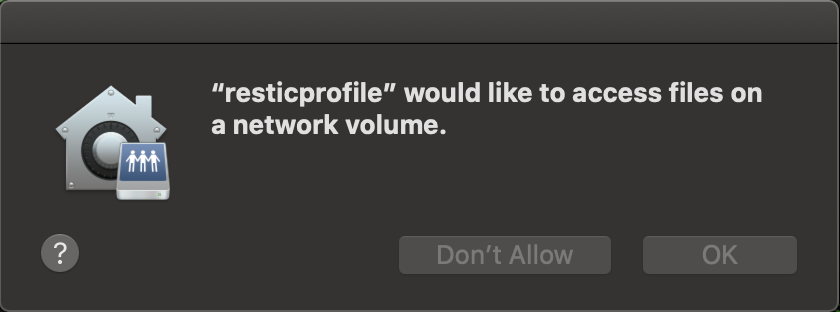 “resticprofile” would like to access files on
a network volume.
?
Don’t Allow
OK